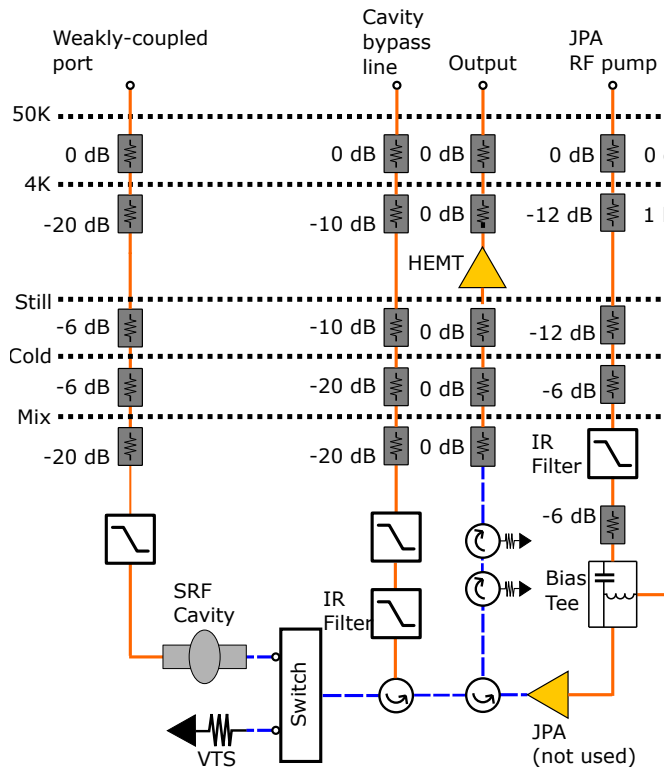 Weakly-coupled
port
Cavity
bypass
line
Output
JPA
RF pump
50K
0 dB
0 dB
0 dB
0 dB
0
4K
-20 dB
-10 dB
0 dB
-12 dB
1
HEMT
Still
-6 dB
-10 dB
0 dB
-12 dB
Cold
-6 dB
-20 dB
0 dB
-6 dB
Mix
-20 dB
-20 dB
0 dB
IR
Filter
-6 dB
SRF
Cavity
IR
Filter
Bias
Tee
Switch
VTS
JPA
(not used)